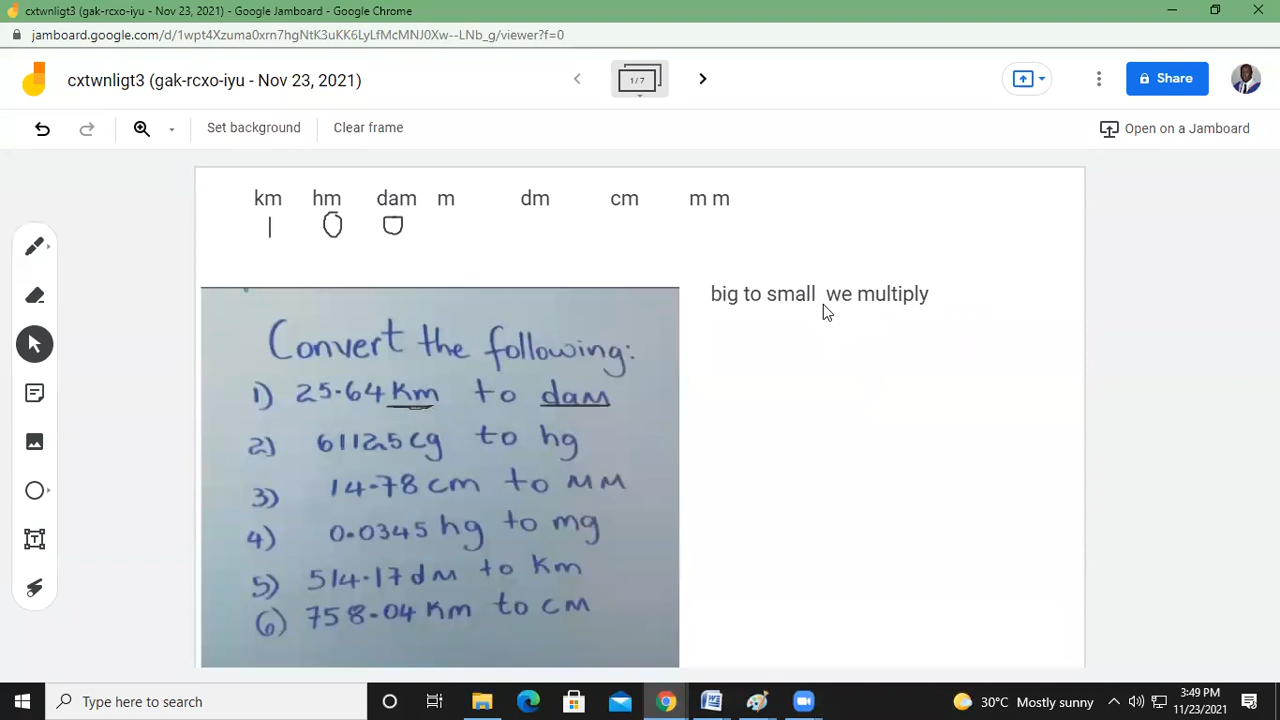 cxtwnligt3 (gak-rcxo-iyu - Nov 23, 2021) - Google Jamboard - Google Chrome
jamboard.google.com/d/1wpt4Xzuma0xrn7hgNtK3uKK6LyLfMcMNJ0Xw--LNb_g/viewer?f=0
cxtwnligt3 (gak-rcxo-iyu - Nov 23, 2021)
1/7
Share
Set background
Clear frame
Open on a Jamboard
km hm dam m dm cm m m
1 0 0
big to small we multiply
Convert the following:
1) 25.64 km to dam
2) 6112.5 cg to hg
3) 14.78 cm to MM
4) 0.0345 hg to mg
5) 514.17 dm to km
6) 758.04 km to cm
Type here to search
30°C Mostly sunny
3:49 PM
11/23/2021